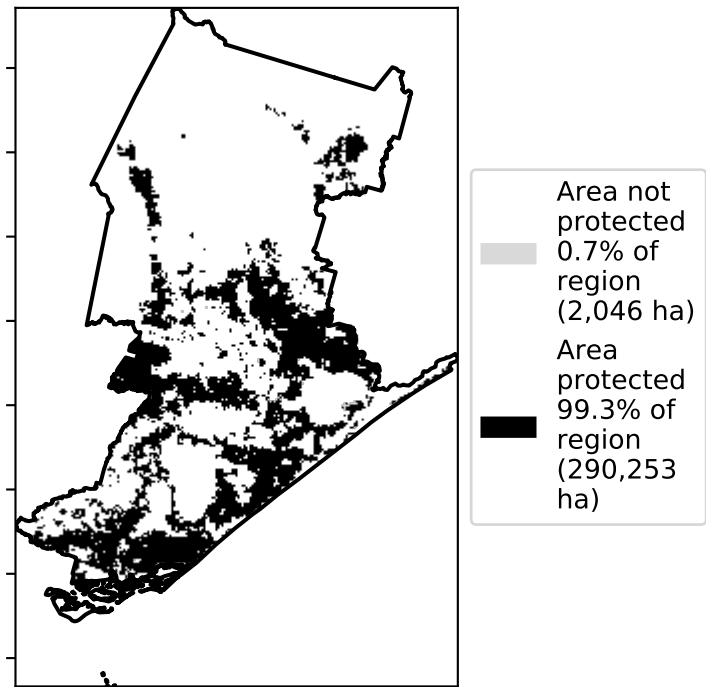 Area not
protected
0.7% of
region
(2,046 ha)
Area
protected
99.3% of
region
(290,253
ha)